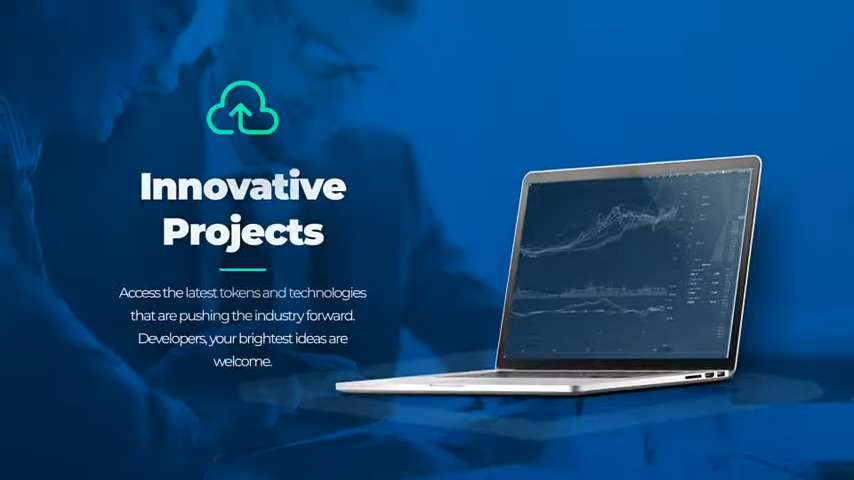 Innovative
Projects
Access the latest tokens and technologies
that are pushing the industry forward.
Developers, your brightest ideas are
welcome.